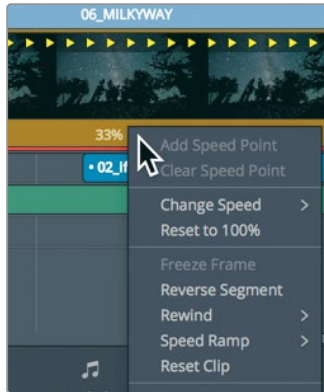 06_MILKYWAY
33%
Add Speed Point
• 02_if
Clear Speed Point
Change Speed >
Reset to 100%
Freeze Frame
Reverse Segment
Rewind >
Speed Ramp >
Reset Clip